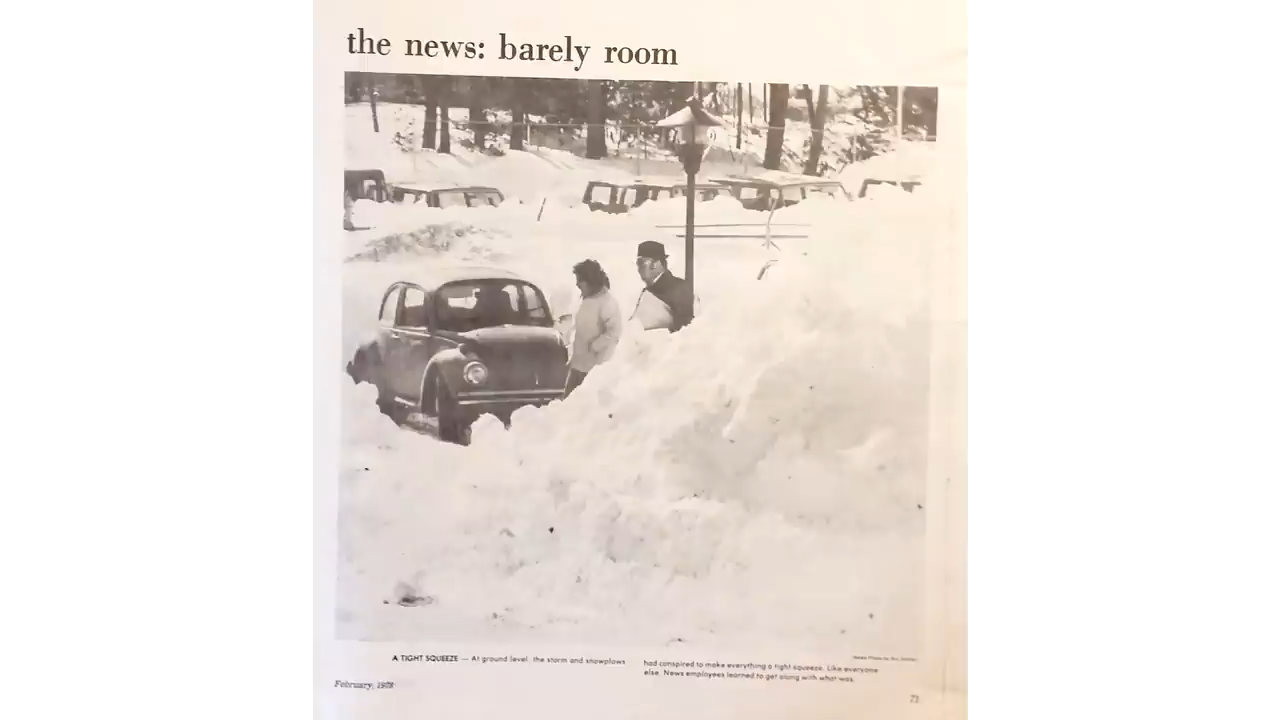 the news: barely room
A TIGHT SQUEEZE — At ground level, the storm and snowplows
had conspired to make everything a tight squeeze. Like everyone
else, News employees learned to get along with what was.
February, 1978